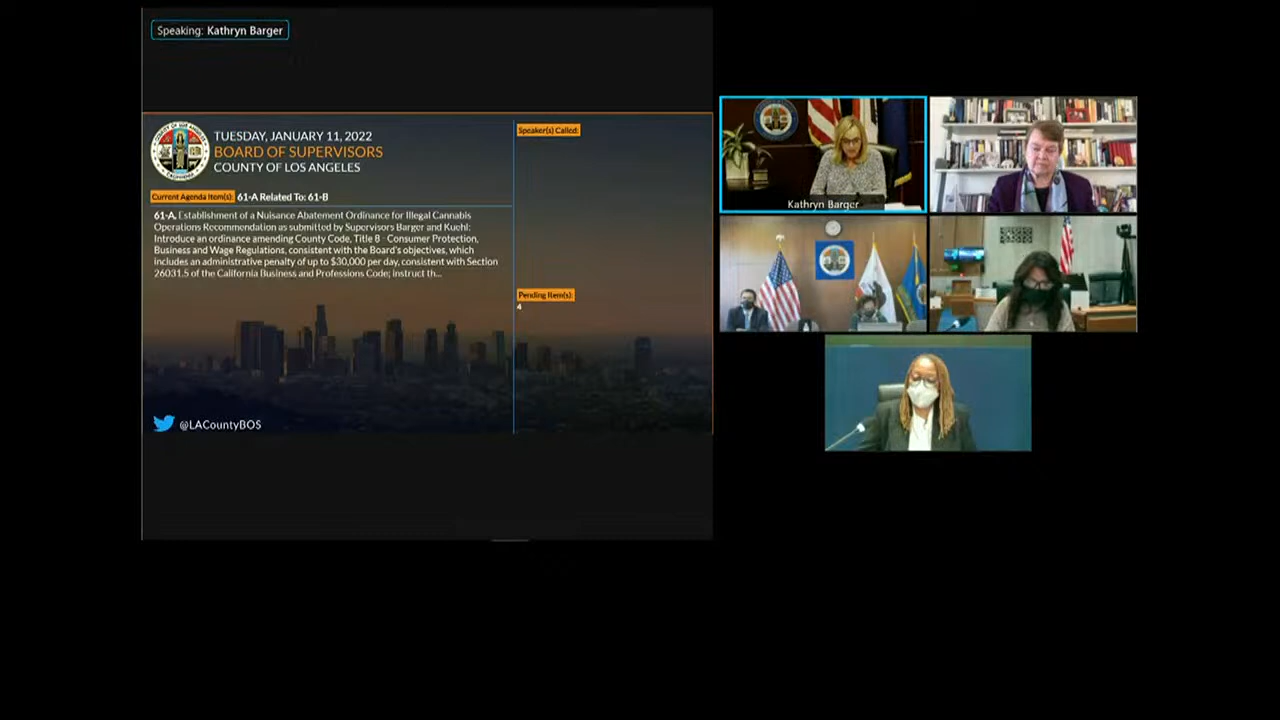 Speaking: Kathryn Barger
TUESDAY, JANUARY 11, 2022
BOARD OF SUPERVISORS
COUNTY OF LOS ANGELES
Current Agenda Item(s): 61-A Related To: 61-B
61-A. Establishment of a Nuisance Abatement Ordinance for Illegal Cannabis
Operations Recommendation as submitted by Supervisors Barger and Kuehl:
Introduce an ordinance amending County Code, Title 8 - Consumer Protection,
Business and Wage Regulations, consistent with the Board's objectives, which
includes an administrative penalty of up to $30,000 per day, consistent with Section
26031.5 of the California Business and Professions Code; instruct th...
@LACountyBOS
Speaker(s) Called:
Pending Item(s):
4
Kathryn Barger